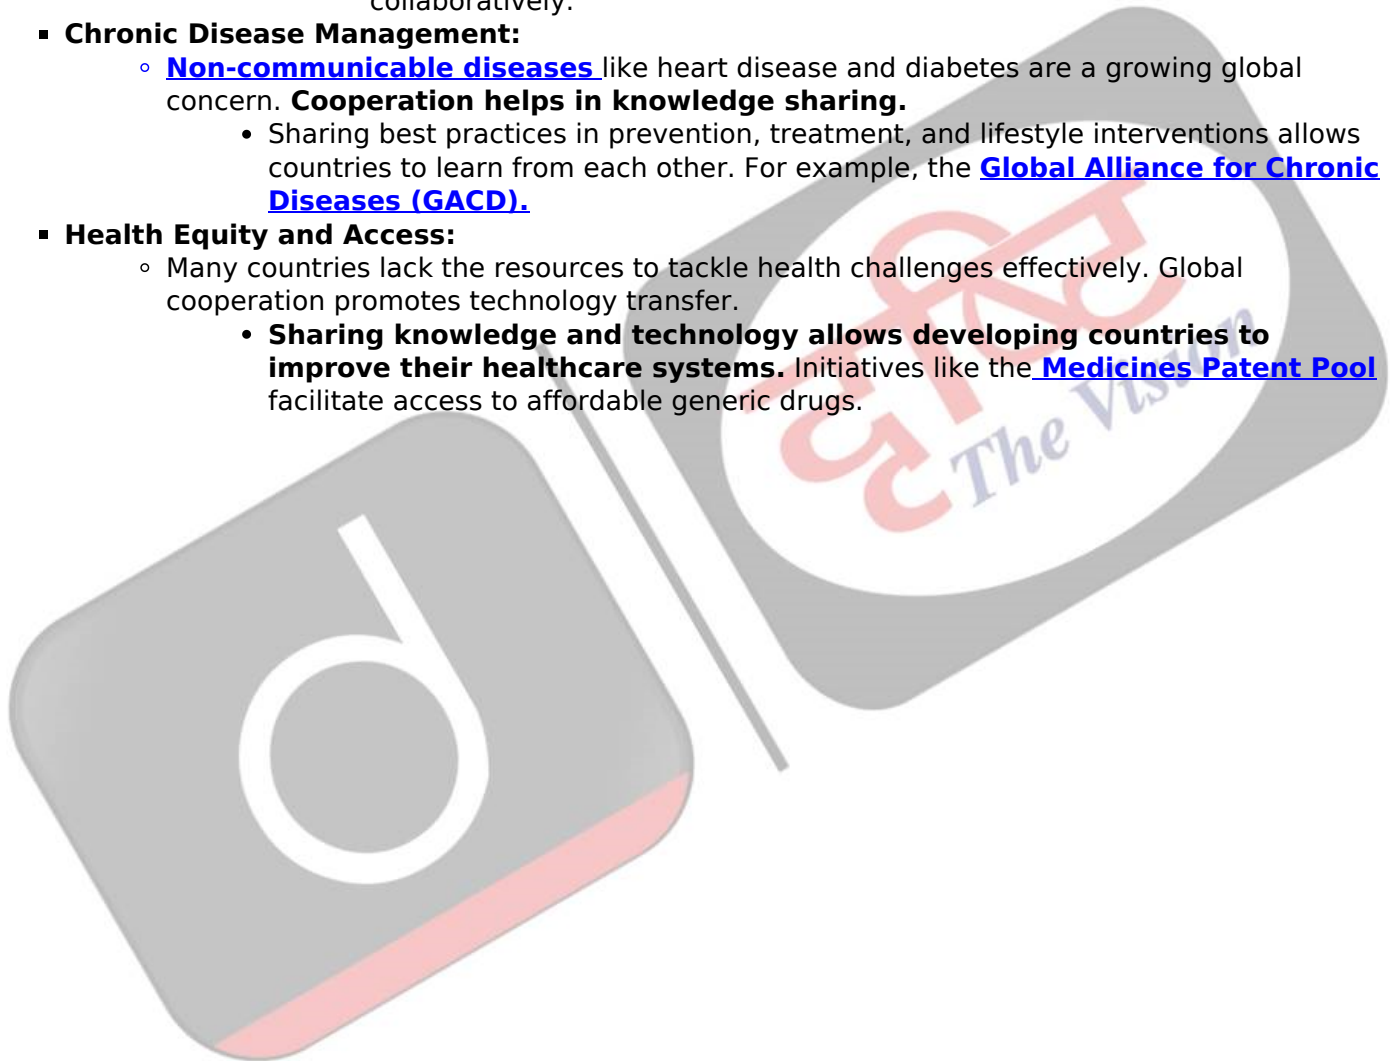 collaboratively.
Chronic Disease Management:
Non-communicable diseases like heart disease and diabetes are a growing global
concern. Cooperation helps in knowledge sharing.
Sharing best practices in prevention, treatment, and lifestyle interventions allows
countries to learn from each other. For example, the Global Alliance for Chronic
Diseases (GACD).
Health Equity and Access:
Many countries lack the resources to tackle health challenges effectively. Global
cooperation promotes technology transfer.
Sharing knowledge and technology allows developing countries to
improve their healthcare systems. Initiatives like the Medicines Patent Pool
facilitate access to affordable generic drugs.
d
दृष्टि
The Vision